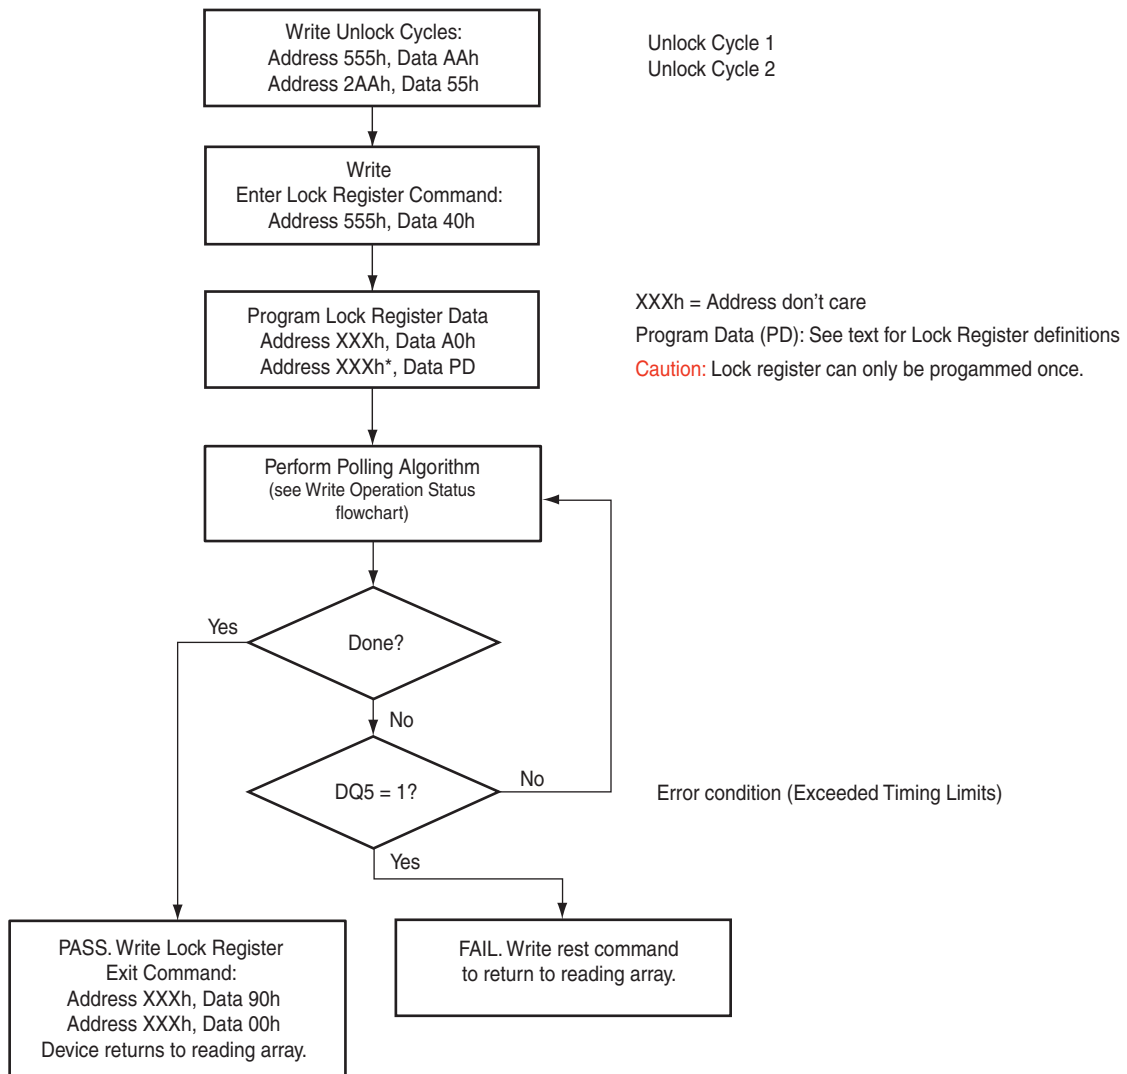 Write Unlock Cycles:
Address 555h, Data AAh
Address 2AAh, Data 55h
Unlock Cycle 1
Unlock Cycle 2
Write
Enter Lock Register Command:
Address 555h, Data 40h
Program Lock Register Data
Address XXXh, Data A0h
Address XXXh*, Data PD
XXXh = Address don't care
Program Data (PD): See text for Lock Register definitions
Caution: Lock register can only be progammed once.
Perform Polling Algorithm
(see Write Operation Status
flowchart)
Yes
Done?
No
DQ5 = 1?
No
Error condition (Exceeded Timing Limits)
Yes
PASS. Write Lock Register
Exit Command:
Address XXXh, Data 90h
Address XXXh, Data 00h
Device returns to reading array.
FAIL. Write rest command
to return to reading array.